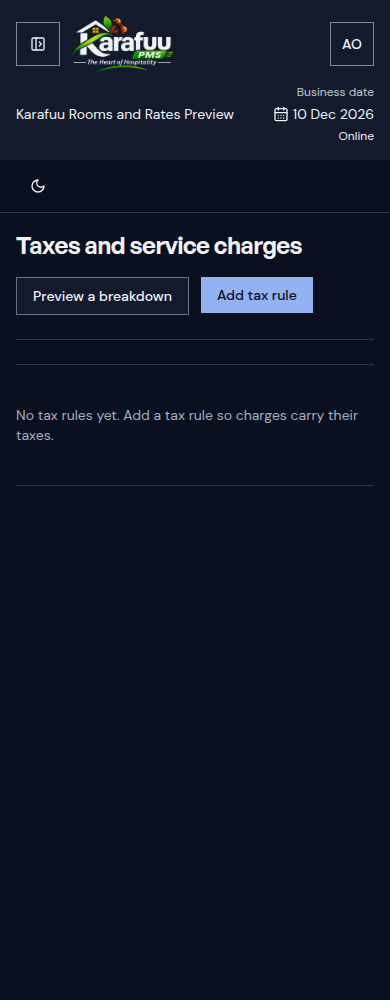 Karafuu
PMS
The Heart of Hospitality
AO
Business date
Karafuu Rooms and Rates Preview
10 Dec 2026
Online
Taxes and service charges
Preview a breakdown
Add tax rule
No tax rules yet. Add a tax rule so charges carry their
taxes.